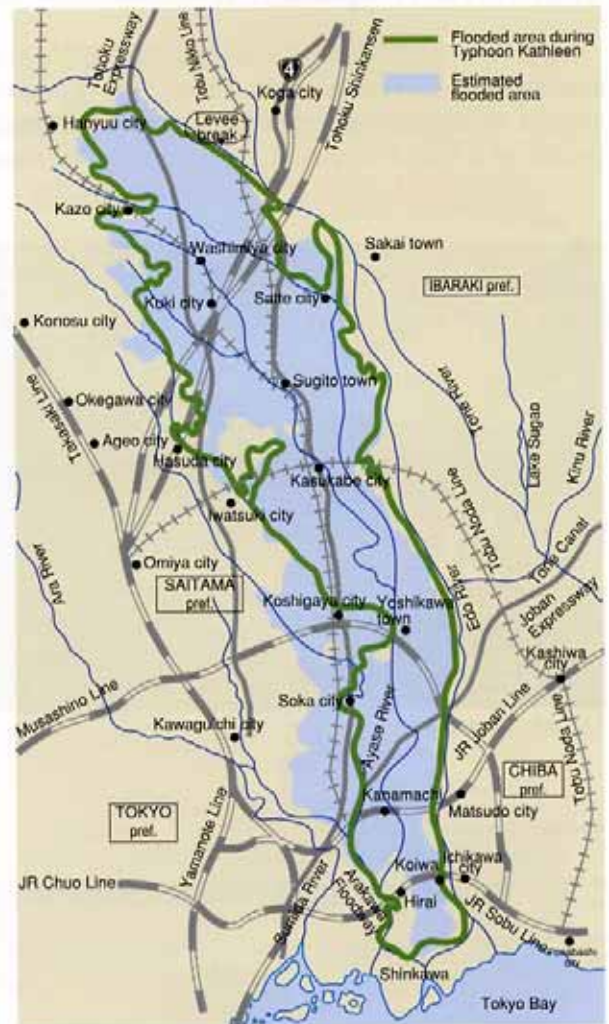 Flooded area during
Typhoon Kathleen
Estimated
flooded area
Tohoku
Expressway
Tobu Nikko Line
4
Koga city
Tohoku Shinkansen
Hanyuu city
Levee
break
Kazo city
Washimiya city
Sakai town
IBARAKI pref.
Kuki city
Satte city
Konosu city
Sugito town
Takasaki Line
Okegawa city
Tone River
Lake Sugao
Kinu River
Ageo city
Hasuda city
Kasukabe city
Iwatsuki city
Tobu Noda Line
Omiya city
Ara River
SAITAMA
pref.
Edo River
Tone Canal
Joban
Expressway
Koshigaya city
Yoshikawa
town
Kashiwa
city
Musashino Line
Soka city
Ayase River
JR Joban Line
Tobu Noda Line
Kawaguchi city
CHIBA
pref.
Kanamachi
Matsudo city
TOKYO
pref.
Yamanote Line
JR Chuo Line
Arakawa
Floodway
Koiwa
Ichikawa
city
Hirai
JR Sobu Line
Sumida River
Shinkawa
Tokyo Bay